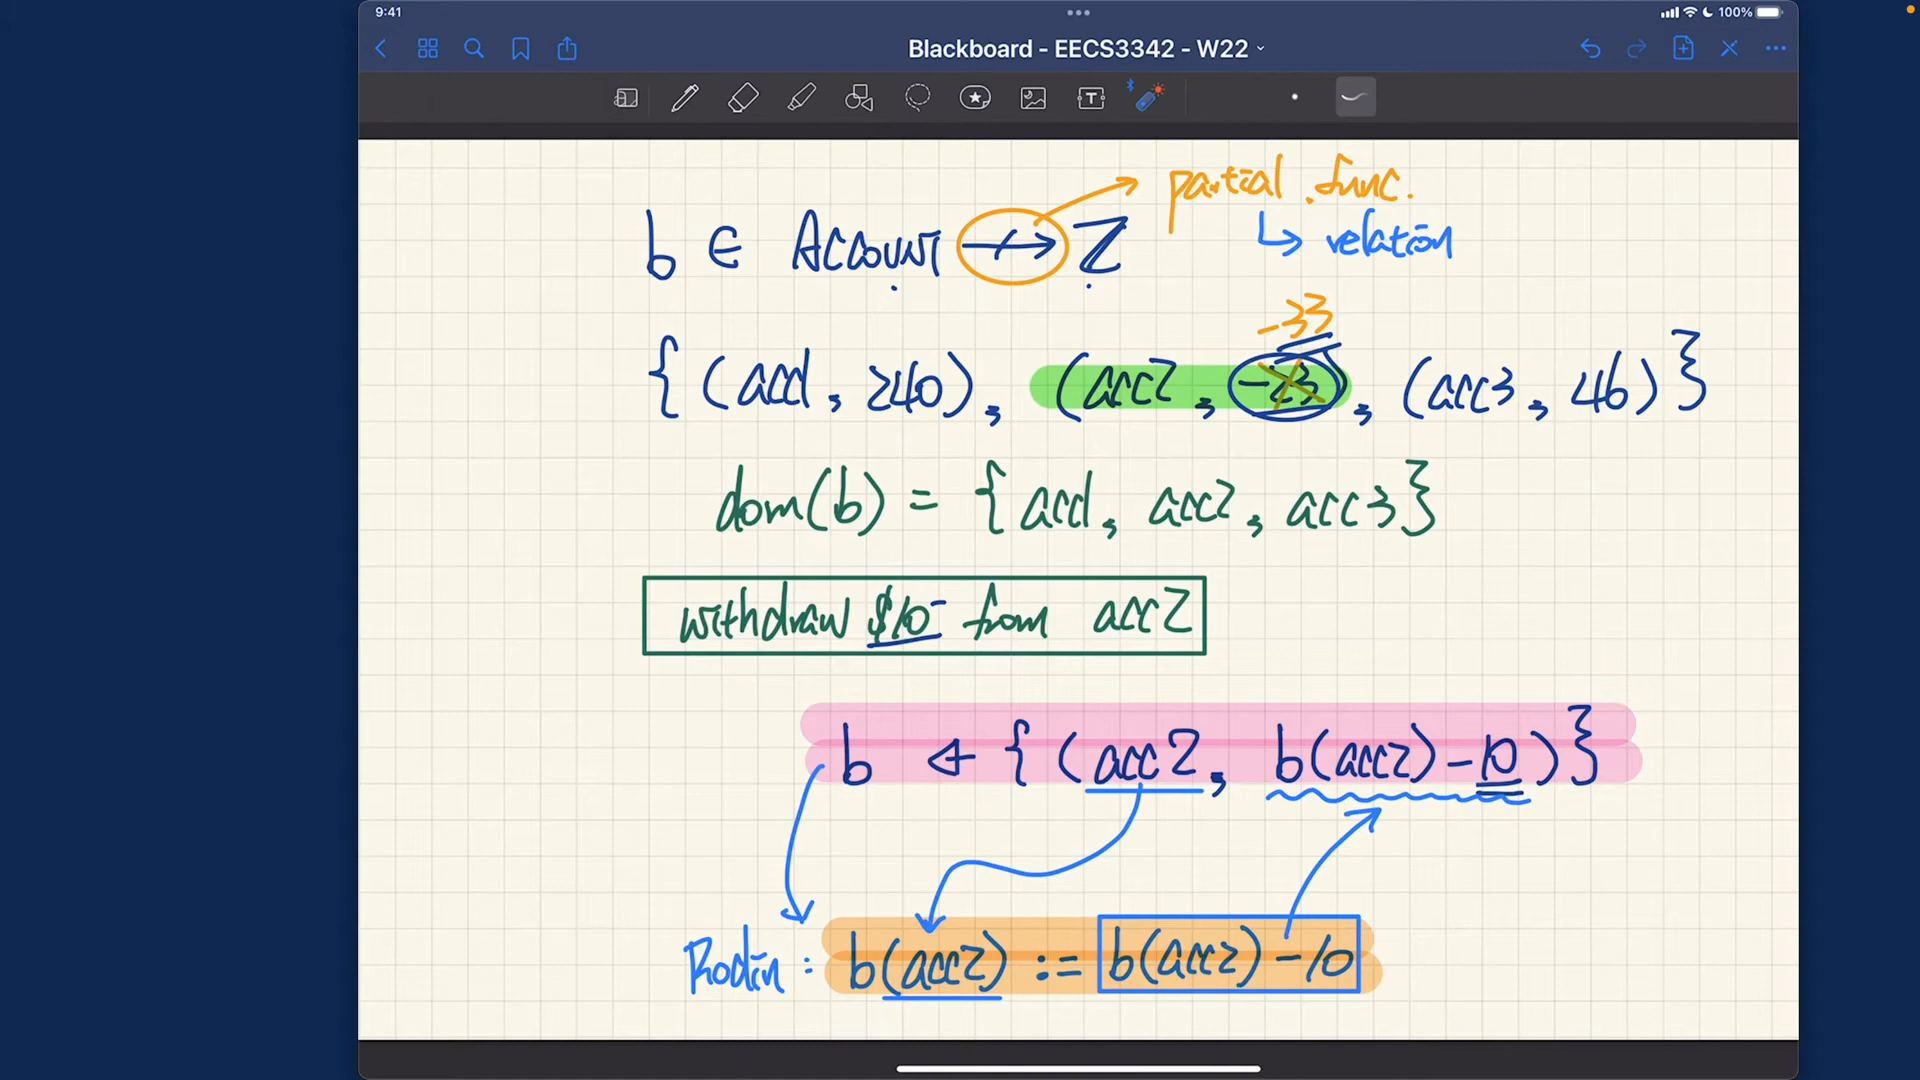 9:41
100%
Blackboard - EECS3342 - W22
partial func.
b ∈ Account ⇸ ℤ
↳ relation
-33
{ (acc1, 240), (acc2, -23), (acc3, 46) }
dom(b) = { acc1, acc2, acc3 }
withdraw $10 from acc2
b ⩤ { (acc2, b(acc2) - 10) }
Rodin : b(acc2) := b(acc2) - 10